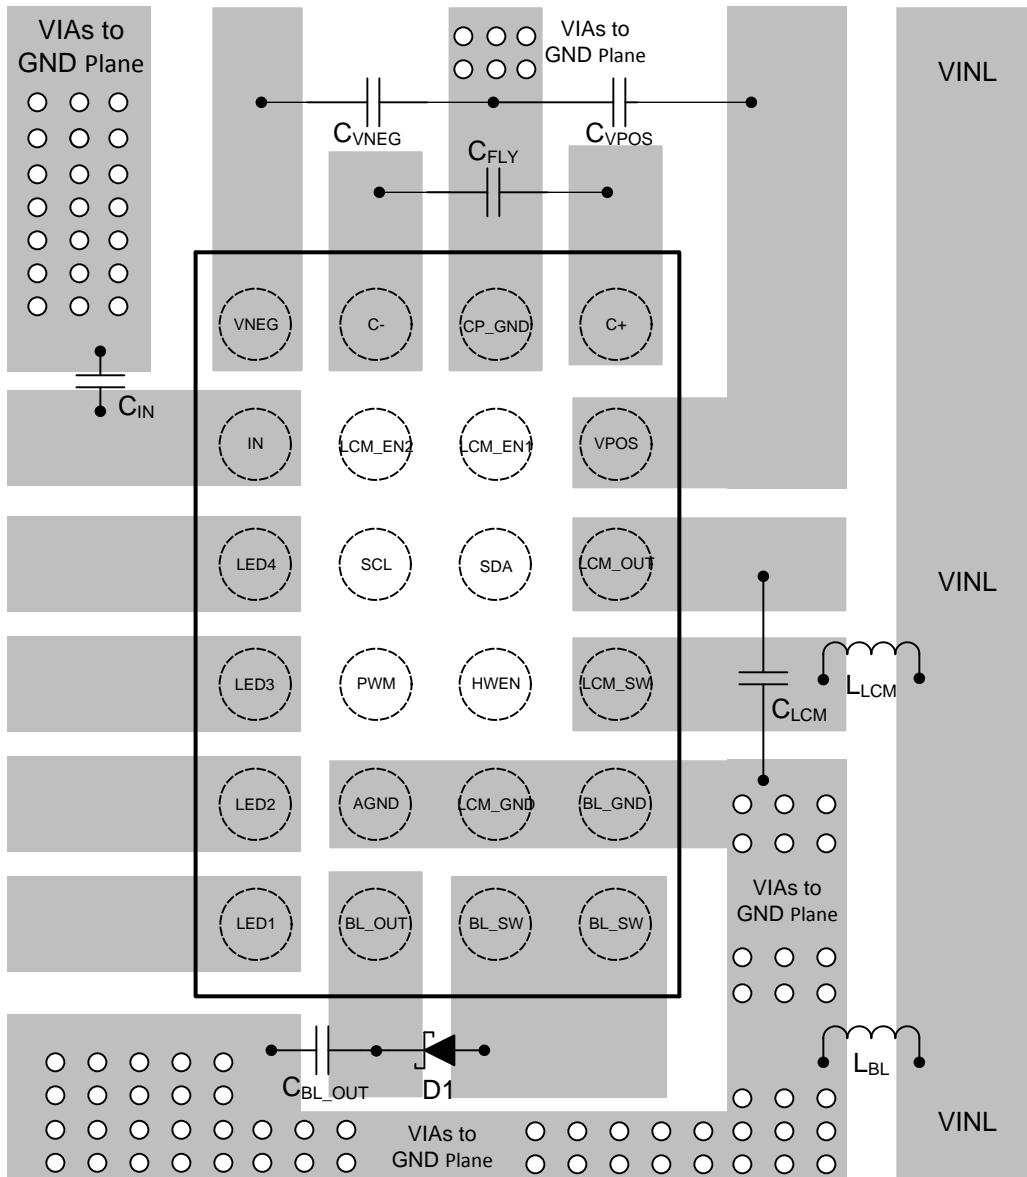 VIAs to
GND Plane
VIAs to
GND Plane
VINL
CVNEG
CVPOS
CFLY
VNEG
C-
CP_GND
C+
CIN
IN
LCM_EN2
LCM_EN1
VPOS
LED4
SCL
SDA
LCM_OUT
VINL
LED3
PWM
HWEN
LCM_SW
LLCM
CLCM
LED2
AGND
LCM_GND
BL_GND
VIAs to
GND Plane
LED1
BL_OUT
BL_SW
BL_SW
LBL
CBL_OUT
D1
VINL
VIAs to
GND Plane